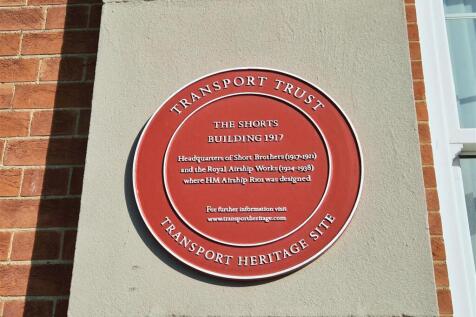 TRANSPORT TRUST
THE SHORTS
BUILDING 1917
Headquarters of Short Brothers (1917-1921)
and the Royal Airship Works (1924-1938)
where HM Airship R101 was designed
For further information visit
www.transportheritage.com
TRANSPORT HERITAGE SITE